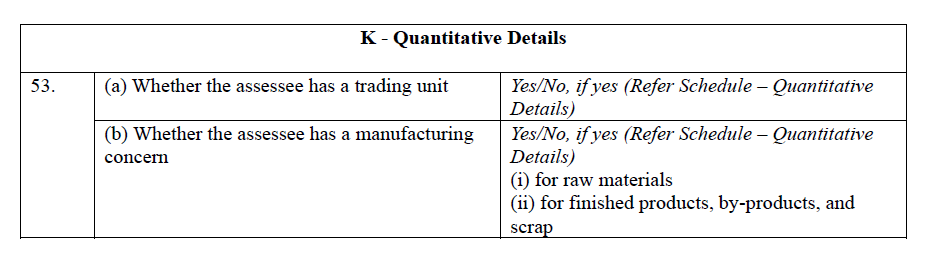 K - Quantitative Details
53.
(a) Whether the assessee has a trading unit
Yes/No, if yes (Refer Schedule – Quantitative
Details)
(b) Whether the assessee has a manufacturing
concern
Yes/No, if yes (Refer Schedule – Quantitative
Details)
(i) for raw materials
(ii) for finished products, by-products, and
scrap